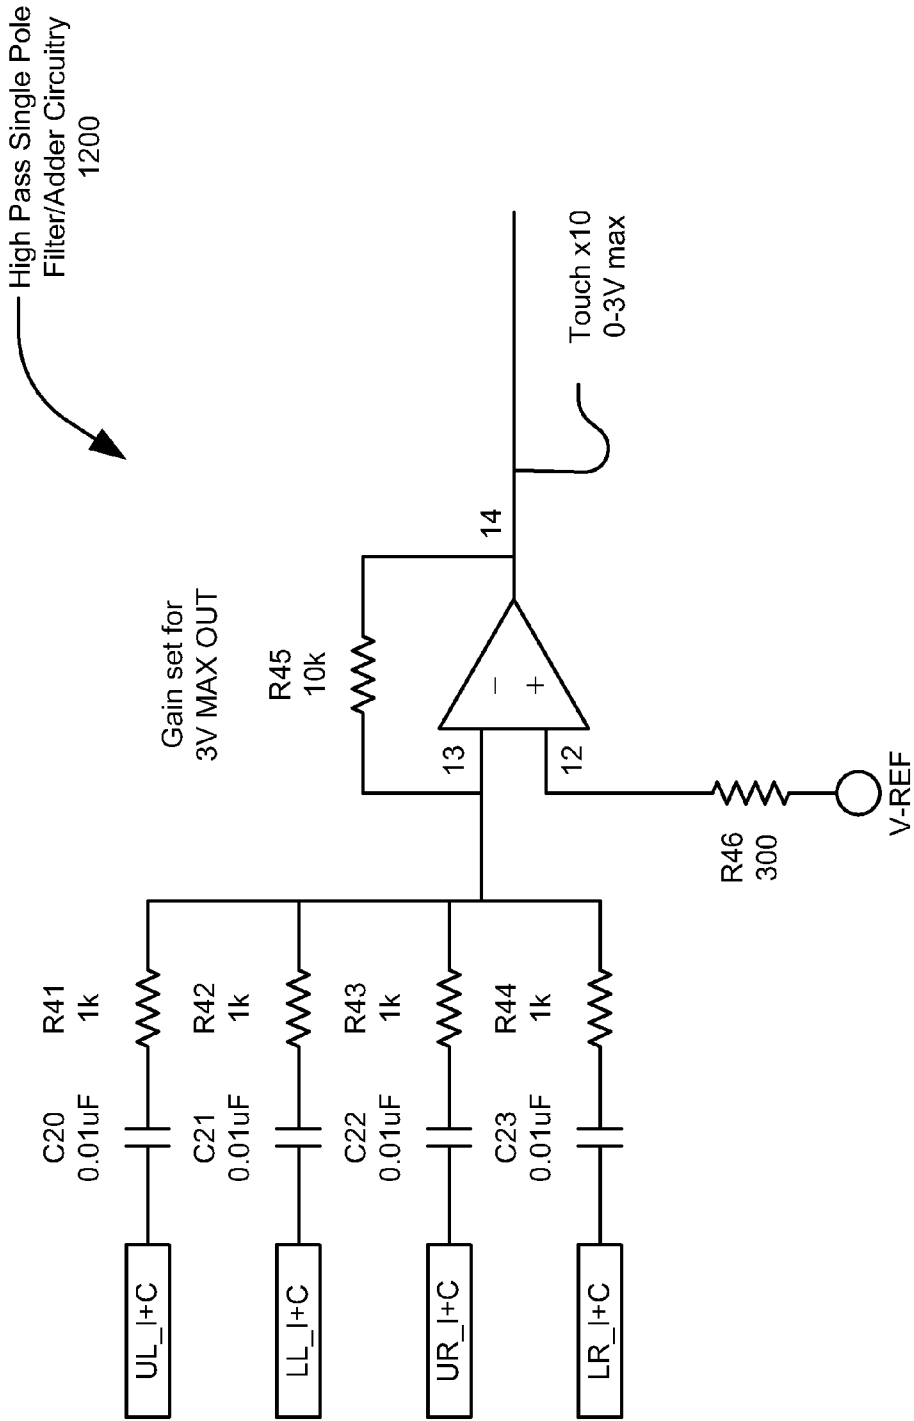 High Pass Single Pole
Filter/Adder Circuitry
1200
Gain set for
3V MAX OUT
R45
10k
14
13
12
−
+
Touch x10
0-3V max
R46
300
V-REF
R41
1k
C20
0.01uF
UL_I+C
R42
1k
C21
0.01uF
LL_I+C
R43
1k
C22
0.01uF
UR_I+C
R44
1k
C23
0.01uF
LR_I+C